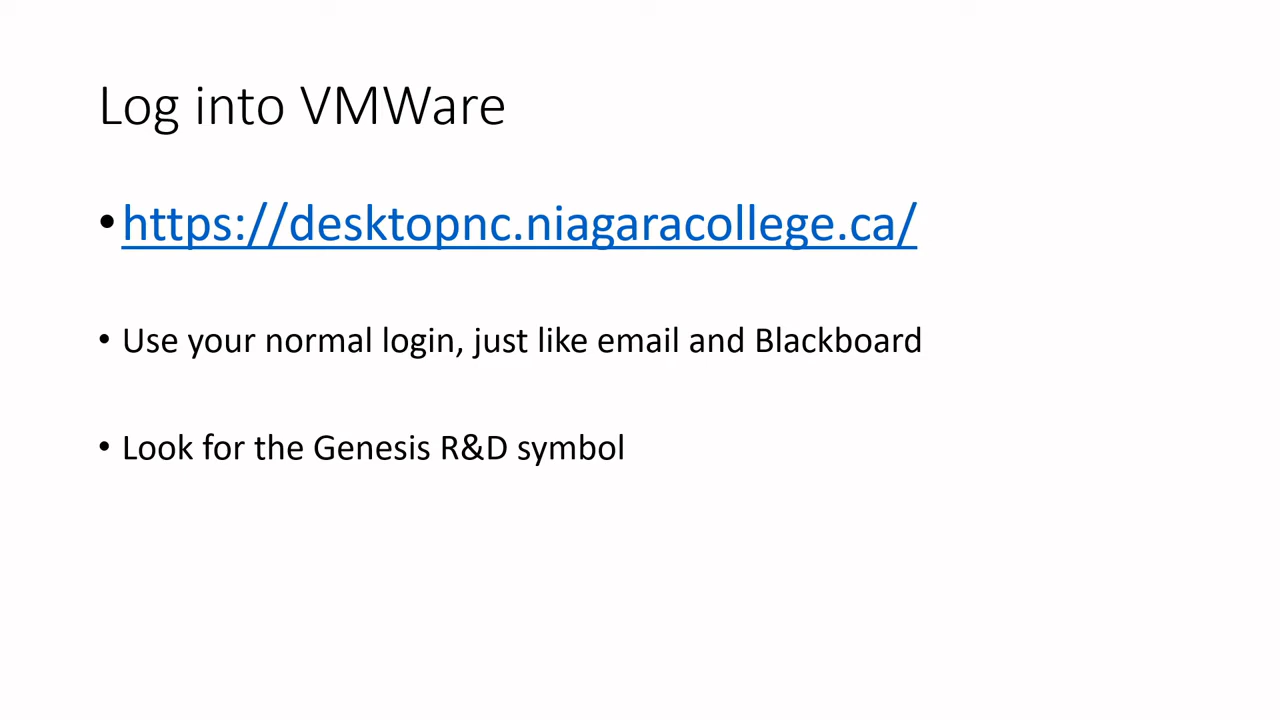 Log into VMWare
•https://desktopnc.niagaracollege.ca/
• Use your normal login, just like email and Blackboard
• Look for the Genesis R&D symbol